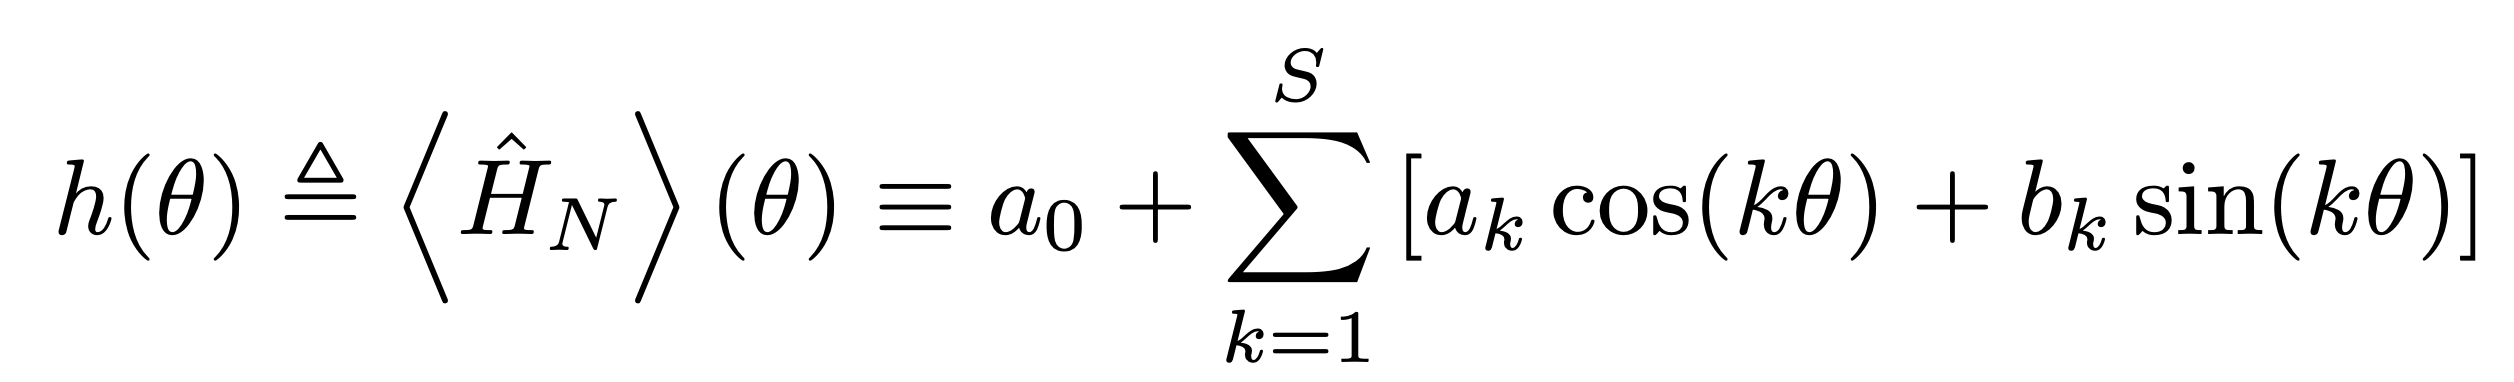 h(θ) ≜ ⟨Ĥ_N⟩(θ) ≡ a_0 + ∑_{k=1}^{S} [a_k cos(kθ) + b_k sin(kθ)]